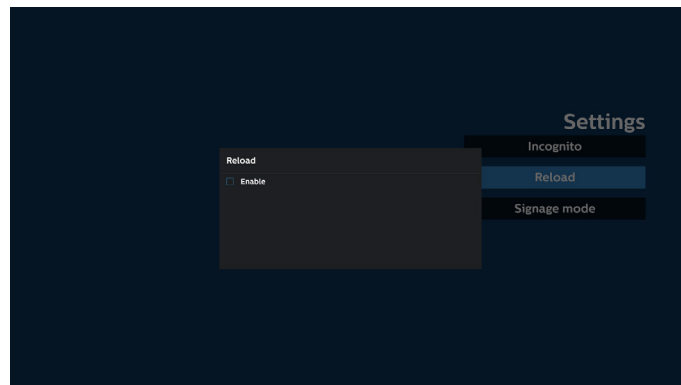 Settings
Incognito
Reload
Reload
Enable
Signage mode